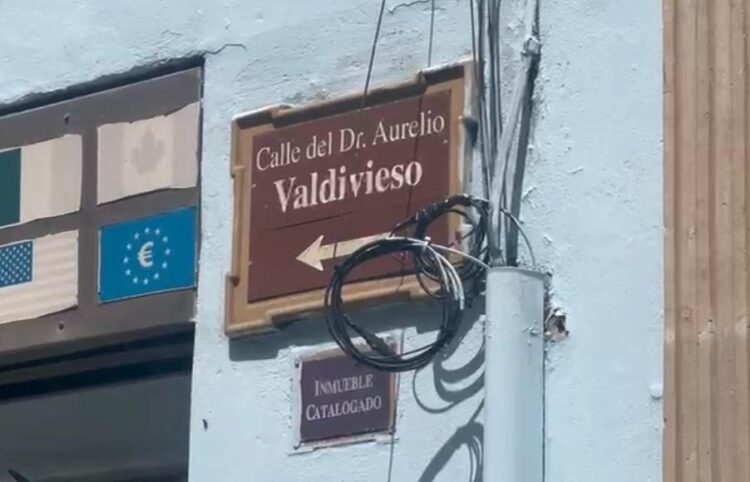 Calle del Dr. Aurelio
Valdivieso
INMUEBLE
CATALOGADO
€